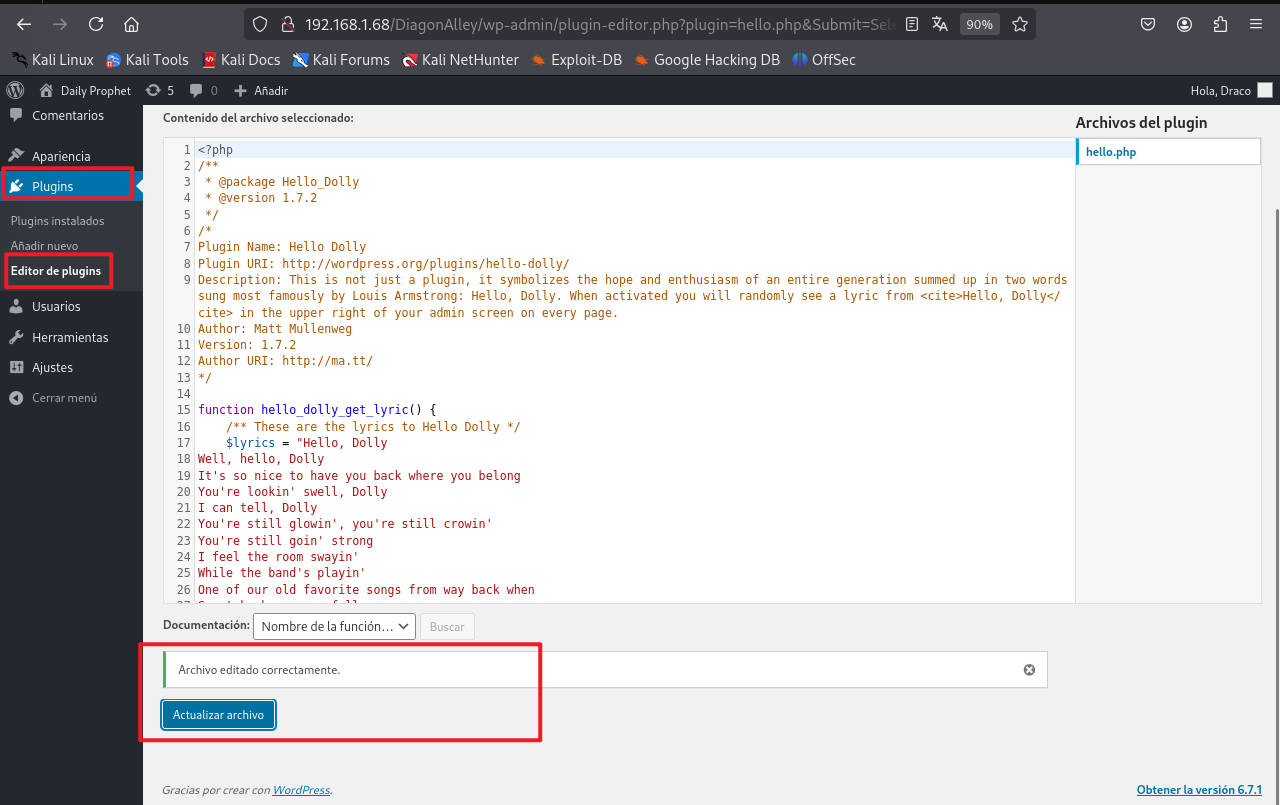 192.168.1.68/DiagonAlley/wp-admin/plugin-editor.php?plugin=hello.php&Submit=Sele
90%
Kali Linux
Kali Tools
Kali Docs
Kali Forums
Kali NetHunter
Exploit-DB
Google Hacking DB
OffSec
Daily Prophet
5
0
Añadir
Hola, Draco
Comentarios
Apariencia
Plugins
Plugins instalados
Añadir nuevo
Editor de plugins
Usuarios
Herramientas
Ajustes
Cerrar menú
Contenido del archivo seleccionado:
1 <?php
2 /**
3  * @package Hello_Dolly
4  * @version 1.7.2
5  */
6 /*
7 Plugin Name: Hello Dolly
8 Plugin URI: http://wordpress.org/plugins/hello-dolly/
9 Description: This is not just a plugin, it symbolizes the hope and enthusiasm of an entire generation summed up in two words
sung most famously by Louis Armstrong: Hello, Dolly. When activated you will randomly see a lyric from <cite>Hello, Dolly</
cite> in the upper right of your admin screen on every page.
10 Author: Matt Mullenweg
11 Version: 1.7.2
12 Author URI: http://ma.tt/
13 */
14
15 function hello_dolly_get_lyric() {
16     /** These are the lyrics to Hello Dolly */
17     $lyrics = "Hello, Dolly
18 Well, hello, Dolly
19 It's so nice to have you back where you belong
20 You're lookin' swell, Dolly
21 I can tell, Dolly
22 You're still glowin', you're still crowin'
23 You're still goin' strong
24 I feel the room swayin'
25 While the band's playin'
26 One of our old favorite songs from way back when
Archivos del plugin
hello.php
Documentación:
Nombre de la función…
Buscar
Archivo editado correctamente.
Actualizar archivo
Gracias por crear con WordPress.
Obtener la versión 6.7.1